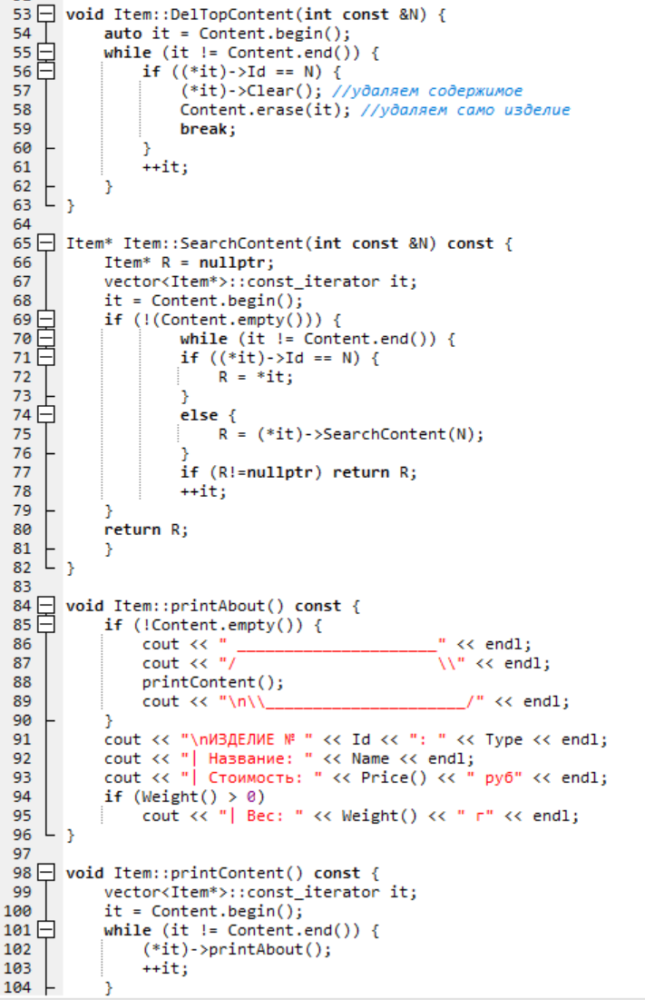 53 void Item::DelTopContent(int const &N) {
54     auto it = Content.begin();
55     while (it != Content.end()) {
56         if ((*it)->Id == N) {
57             (*it)->Clear(); //удаляем содержимое
58             Content.erase(it); //удаляем само изделие
59             break;
60         }
61         ++it;
62     }
63 }
64
65 Item* Item::SearchContent(int const &N) const {
66     Item* R = nullptr;
67     vector<Item*>::const_iterator it;
68     it = Content.begin();
69     if (!(Content.empty())) {
70             while (it != Content.end()) {
71             if ((*it)->Id == N) {
72                 R = *it;
73             }
74             else {
75                 R = (*it)->SearchContent(N);
76             }
77             if (R!=nullptr) return R;
78             ++it;
79     }
80     return R;
81     }
82 }
83
84 void Item::printAbout() const {
85     if (!Content.empty()) {
86         cout << " _____________________" << endl;
87         cout << "/                     \\" << endl;
88         printContent();
89         cout << "\n\\_____________________/" << endl;
90     }
91     cout << "\nИЗДЕЛИЕ № " << Id << ": " << Type << endl;
92     cout << "| Название: " << Name << endl;
93     cout << "| Стоимость: " << Price() << " руб" << endl;
94     if (Weight() > 0)
95         cout << "| Вес: " << Weight() << " г" << endl;
96 }
97
98 void Item::printContent() const {
99     vector<Item*>::const_iterator it;
100     it = Content.begin();
101     while (it != Content.end()) {
102         (*it)->printAbout();
103         ++it;
104     }